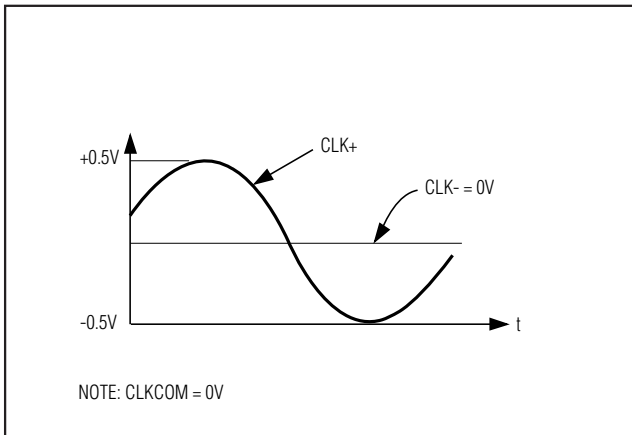 +0.5V
CLK+
CLK- = 0V
-0.5V
t
NOTE: CLKCOM = 0V